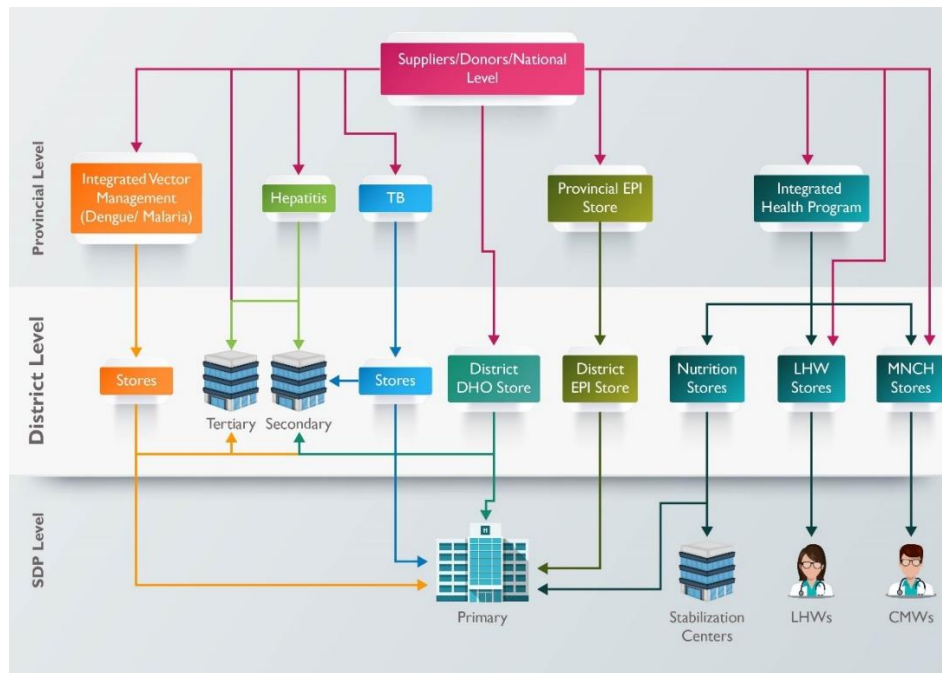 Suppliers/Donors/National
Level
Provincial Level
Integrated Vector
Management
(Dengue/ Malaria)
Hepatitis
TB
Provincial EPI
Store
Integrated
Health Program
District Level
Stores
Tertiary
Secondary
Stores
District
DHO Store
District
EPI Store
Nutrition
Stores
LHW
Stores
MNCH
Stores
SDP Level
H
Primary
Stabilization
Centers
LHWs
CMWs